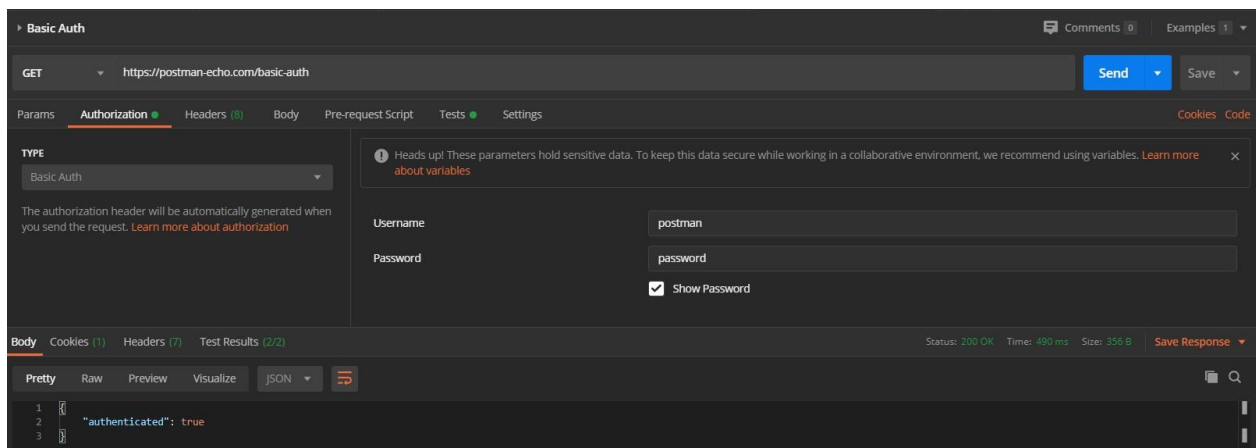 Basic Auth
Comments 0
Examples 1
GET
https://postman-echo.com/basic-auth
Send
Save
Params Authorization Headers (8) Body Pre-request Script Tests Settings
Cookies Code
TYPE
Basic Auth
The authorization header will be automatically generated when
you send the request. Learn more about authorization
Heads up! These parameters hold sensitive data. To keep this data secure while working in a collaborative environment, we recommend using variables. Learn more
about variables
Username
postman
Password
password
Show Password
Body Cookies (1) Headers (7) Test Results (2/2)
Status: 200 OK Time: 490 ms Size: 356 B Save Response
Pretty Raw Preview Visualize JSON
1 {
2 "authenticated": true
3 }